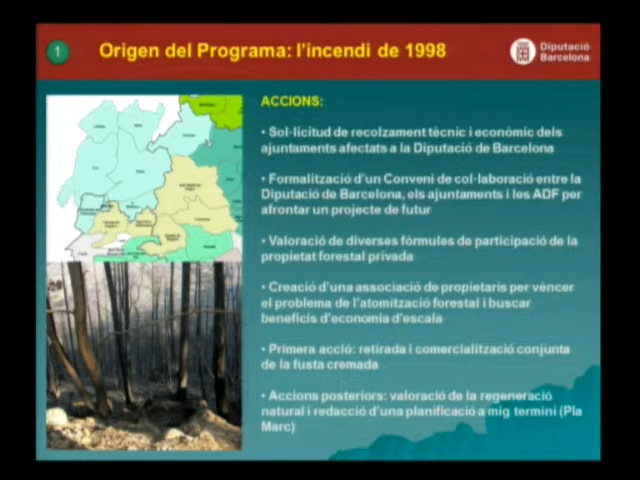 1
Origen del Programa: l'incendi de 1998
Diputació
Barcelona
ACCIONS:
• Sol·licitud de recolzament tècnic i econòmic dels
ajuntaments afectats a la Diputació de Barcelona
• Formalització d'un Conveni de col·laboració entre la
Diputació de Barcelona, els ajuntaments i les ADF per
afrontar un projecte de futur
• Valoració de diverses fórmules de participació de la
propietat forestal privada
• Creació d'una associació de propietaris per vèncer
el problema de l'atomització forestal i buscar
beneficis d'economia d'escala
• Primera acció: retirada i comercialització conjunta
de la fusta cremada
• Accions posteriors: valoració de la regeneració
natural i redacció d'una planificació a mig termini (Pla
Marc)